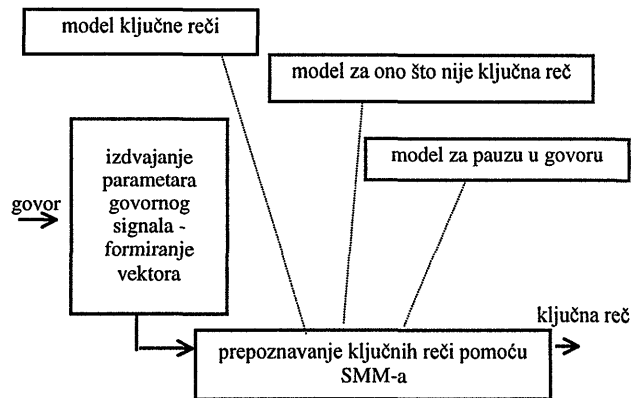 model ključne reči
model za ono što nije ključna reč
model za pauzu u govoru
govor
izdvajanje
parametara
govornog
signala -
formiranje
vektora
ključna reč
prepoznavanje ključnih reči pomoću
SMM-a